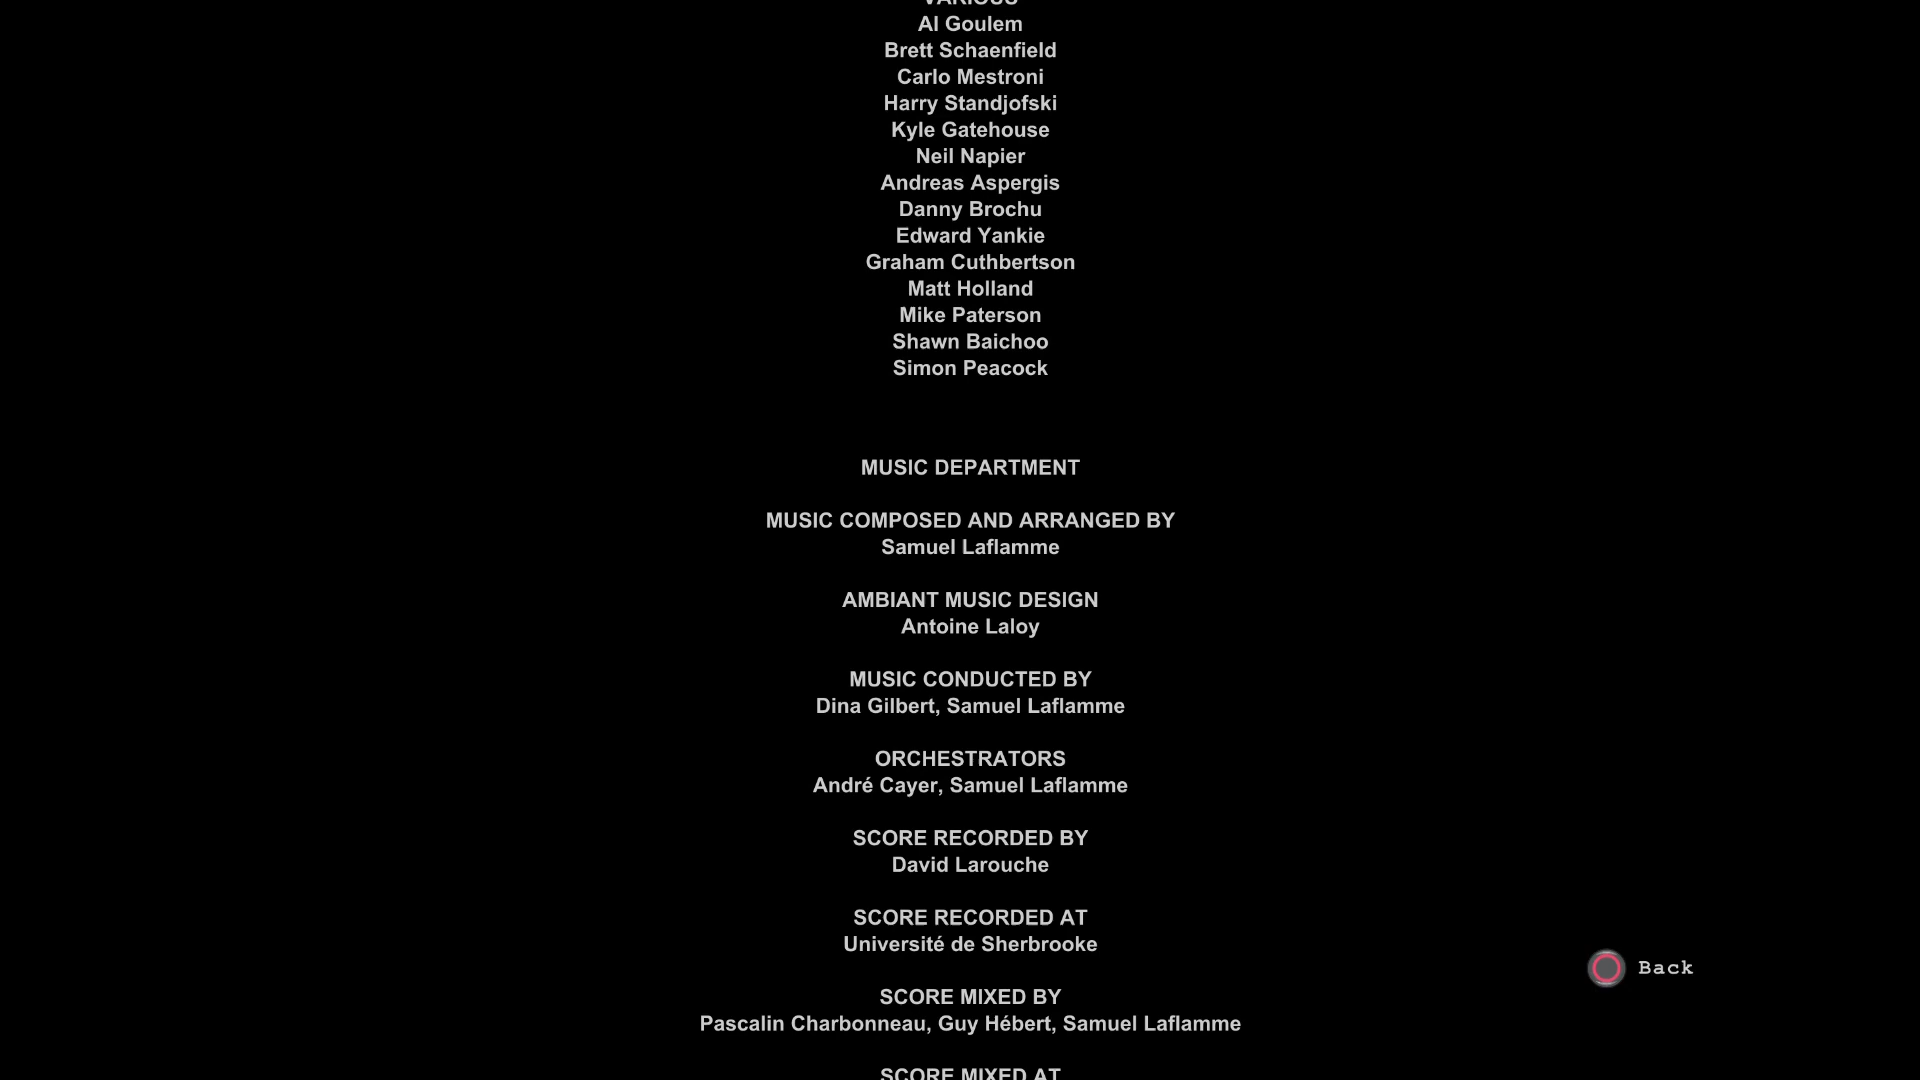 VARIOUS
Al Goulem
Brett Schaenfield
Carlo Mestroni
Harry Standjofski
Kyle Gatehouse
Neil Napier
Andreas Aspergis
Danny Brochu
Edward Yankie
Graham Cuthbertson
Matt Holland
Mike Paterson
Shawn Baichoo
Simon Peacock
MUSIC DEPARTMENT
MUSIC COMPOSED AND ARRANGED BY
Samuel Laflamme
AMBIANT MUSIC DESIGN
Antoine Laloy
MUSIC CONDUCTED BY
Dina Gilbert, Samuel Laflamme
ORCHESTRATORS
André Cayer, Samuel Laflamme
SCORE RECORDED BY
David Larouche
SCORE RECORDED AT
Université de Sherbrooke
Back
SCORE MIXED BY
Pascalin Charbonneau, Guy Hébert, Samuel Laflamme
SCORE MIXED AT